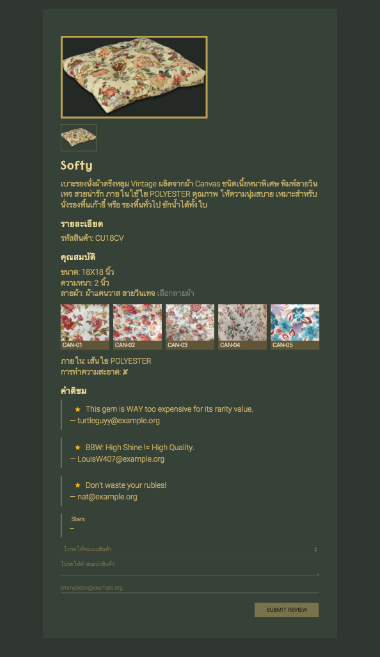 Softy
เบาะรองนั่งผ้าตรึงหลุม Vintage ผลิตจากผ้า Canvas ชนิดเนื้อหนาพิเศษ พิมพ์ลายวิน
เทจ สวยน่ารัก ภายใน ใช้ใย POLYESTER คุณภาพ ให้ความนุ่มสบาย เหมาะสำหรับ
นั่งรองพื้นเก้าอี้ หรือ รองพื้นทั่วไป ซักน้ำได้ทั้ง ใบ
รายละเอียด
รหัสสินค้า: CU18CV
คุณสมบัติ
ขนาด: 16X18 นิ้ว
ความหนา: 2 นิ้ว
ลายผ้า: ผ้าแคนวาส ลายวินเทจ เลือกลายผ้า
CAN-01 CAN-02 CAN-03 CAN-04 CAN-05
ภายใน: เส้นใย POLYESTER
การทำความสะอาด: ✘
คำติชม
★ This gem is WAY too expensive for its rarity value.
— turtleguyy@example.org
★ BBW: High Shine != High Quality.
— LouisW407@example.org
★ Don't waste your rubles!
— nat@example.org
Stars
—
โปรดให้คะแนนสินค้า
โปรดให้คำแนะนำสินค้า
SUBMIT REVIEW